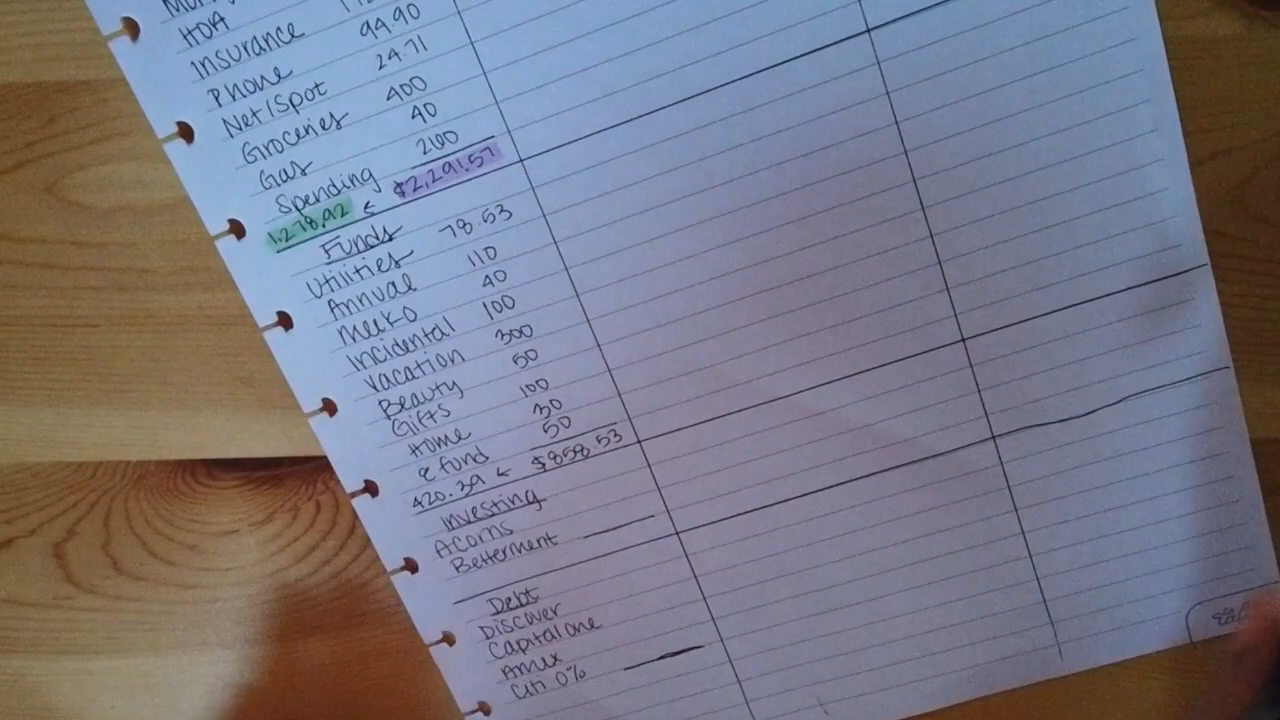 HOA
Insurance
Phone 94.90
Net/Spot 24.71
Groceries 400
Gas 40
Spending 200
1,278.92 ← $2,291.57
Funds
Utilities 78.53
Annual 110
Meeko 40
Incidental 100
Vacation 300
Beauty 50
Gifts 100
Home 30
e fund 50
420.39 ← $858.53
Investing
Acorns
Betterment
Debt
Discover
Capital One
Amex
Citi 0%